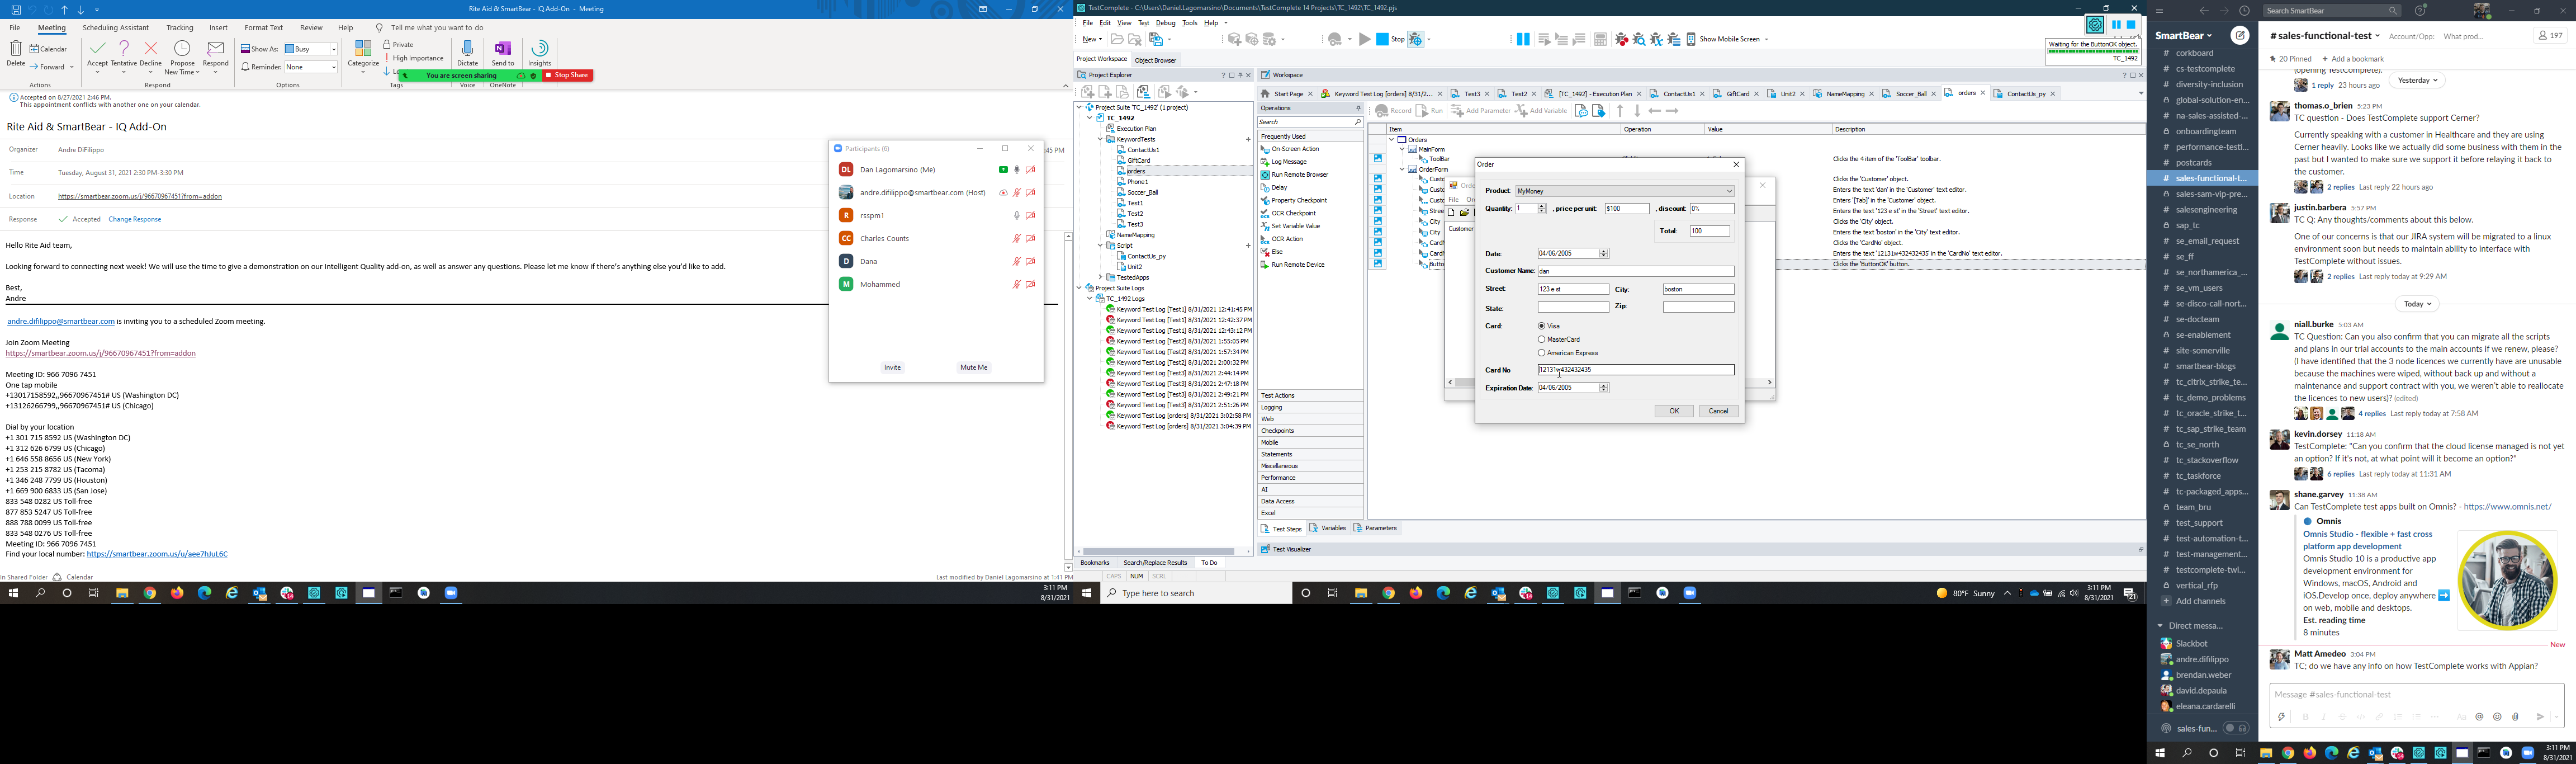 Rite Aid & SmartBear - IQ Add-On - Meeting
File Meeting Scheduling Assistant Tracking Insert Format Text Review Help Tell me what you want to do
Delete
Calendar
Forward
Actions
Accept Tentative Decline Propose New Time Respond
Respond
Show As: Busy
Reminder: None
Options
Categorize
Private
High Importance
Tags
Dictate
Voice
Send to OneNote
OneNote
Insights
You are screen sharing Stop Share
Accepted on 8/27/2021 2:46 PM.
This appointment conflicts with another one on your calendar.
Rite Aid & SmartBear - IQ Add-On
Organizer Andre DiFilippo
Time Tuesday, August 31, 2021 2:30 PM-3:30 PM
Location https://smartbear.zoom.us/j/96670967451?from=addon
Response Accepted Change Response
Hello Rite Aid team,
Looking forward to connecting next week! We will use the time to give a demonstration on our Intelligent Quality add-on, as well as answer any questions. Please let me know if there's anything else you'd like to add.
Best,
Andre
andre.difilippo@smartbear.com is inviting you to a scheduled Zoom meeting.
Join Zoom Meeting
https://smartbear.zoom.us/j/96670967451?from=addon
Meeting ID: 966 7096 7451
One tap mobile
+13017158592,,96670967451# US (Washington DC)
+13126266799,,96670967451# US (Chicago)
Dial by your location
+1 301 715 8592 US (Washington DC)
+1 312 626 6799 US (Chicago)
+1 646 558 8656 US (New York)
+1 253 215 8782 US (Tacoma)
+1 346 248 7799 US (Houston)
+1 669 900 6833 US (San Jose)
833 548 0282 US Toll-free
877 853 5247 US Toll-free
888 788 0099 US Toll-free
833 548 0276 US Toll-free
Meeting ID: 966 7096 7451
Find your local number: https://smartbear.zoom.us/u/aee7hJuL6C
In Shared Folder Calendar
Last modified by Daniel Lagomarsino at 1:41 PM
3:11 PM
8/31/2021
Participants (6)
DL Dan Lagomarsino (Me)
andre.difilippo@smartbear.com (Host)
R rsspm1
CC Charles Counts
D Dana
M Mohammed
Invite Mute Me
:45 PM
TestComplete - C:\Users\Daniel.Lagomarsino\Documents\TestComplete 14 Projects\TC_1492\TC_1492.pjs
File Edit View Test Debug Tools Help
New
Stop
Show Mobile Screen
Waiting for the ButtonOK object.
TC_1492
Project Workspace Object Browser
Project Explorer
Project Suite 'TC_1492' (1 project)
TC_1492
Execution Plan
KeywordTests
ContactUs1
GiftCard
orders
Phone1
Soccer_Ball
Test1
Test2
Test3
NameMapping
Script
ContactUs_py
Unit2
TestedApps
Project Suite Logs
TC_1492 Logs
Keyword Test Log [Test1] 8/31/2021 12:41:45 PM
Keyword Test Log [Test1] 8/31/2021 12:42:37 PM
Keyword Test Log [Test1] 8/31/2021 12:43:12 PM
Keyword Test Log [Test2] 8/31/2021 1:55:05 PM
Keyword Test Log [Test2] 8/31/2021 1:57:34 PM
Keyword Test Log [Test2] 8/31/2021 2:00:32 PM
Keyword Test Log [Test3] 8/31/2021 2:44:14 PM
Keyword Test Log [Test3] 8/31/2021 2:47:18 PM
Keyword Test Log [Test3] 8/31/2021 2:49:21 PM
Keyword Test Log [Test3] 8/31/2021 2:51:26 PM
Keyword Test Log [orders] 8/31/2021 3:02:58 PM
Keyword Test Log [orders] 8/31/2021 3:04:39 PM
Bookmarks Search/Replace Results To Do
CAPS NUM SCRL
Workspace
Start Page Keyword Test Log [orders] 8/31/2... Test3 Test2 [TC_1492] - Execution Plan ContactUs1 GiftCard Unit2 NameMapping Soccer_Ball orders ContactUs_py
Operations
Search
Frequently Used
On-Screen Action
Log Message
Run Remote Browser
Delay
Property Checkpoint
OCR Checkpoint
Set Variable Value
OCR Action
Else
Run Remote Device
Test Actions
Logging
Web
Checkpoints
Mobile
Statements
Miscellaneous
Performance
AI
Data Access
Excel
Record Run Add Parameter Add Variable
Item Operation Value Description
Orders
MainForm
ToolBar Clicks the 4 item of the 'ToolBar' toolbar.
OrderForm
Clicks the 'Customer' object.
Enters the text 'dan' in the 'Customer' text editor.
Enters '[Tab]' in the 'Customer' text editor.
Enters the text '123 e st' in the 'Street' text editor.
City Clicks the 'City' object.
City Enters the text 'boston' in the 'City' text editor.
Clicks the 'CardNo' object.
Enters the text '12131w432432435' in the 'CardNo' text editor.
Clicks the 'ButtonOK' button.
Test Steps Variables Parameters
Test Visualizer
File
Customer
Order
Product: MyMoney
Quantity: 1 , price per unit: $100 , discount: 0%
Total: 100
Date: 04/06/2005
Customer Name: dan
Street: 123 e st City: boston
State: Zip:
Card: Visa
MasterCard
American Express
Card No 12131w432432435
Expiration Date: 04/06/2005
OK Cancel
Type here to search
80°F Sunny
3:11 PM
8/31/2021
21
Search SmartBear
SmartBear
corkboard
# cs-testcomplete
# diversity-inclusion
global-solution-en...
# na-sales-assisted-...
onboardingteam
# performance-testi...
# postcards
# sales-functional-t...
sales-sam-vip-pre...
# salesengineering
sap_tc
# se_email_request
# se_ff
# se_northamerica_...
# se_vm_users
# se-disco-call-nort...
# se-docteam
se-enablement
# site-somerville
# smartbear-blogs
# tc_citrix_strike_te...
# tc_demo_problems
# tc_oracle_strike_t...
# tc_sap_strike_team
tc_se_north
# tc_stackoverflow
# tc_taskforce
# tc-packaged_apps...
team_bru
# test_support
# test-automation-t...
# test-management...
# testcomplete-twi...
vertical_rfp
+ Add channels
Direct messa...
Slackbot
andre.difilippo
brendan.weber
david.depaula
eleana.cardarelli
sales-fun...
# sales-functional-test Account/Opp: What prod... 197
20 Pinned + Add a bookmark
(opening TestComplete).
Yesterday
1 reply 23 hours ago
thomas.o_brien 5:23 PM
TC question - Does TestComplete support Cerner?
Currently speaking with a customer in Healthcare and they are using
Cerner heavily. Looks like we actually did some business with them in the
past but I wanted to make sure we support it before relaying it back to
the customer.
2 replies Last reply 22 hours ago
justin.barbera 5:57 PM
TC Q: Any thoughts/comments about this below.
One of our concerns is that our JIRA system will be migrated to a linux
environment soon but needs to maintain ability to interface with
TestComplete without issues.
2 replies Last reply today at 9:29 AM
Today
niall.burke 5:03 AM
TC Question: Can you also confirm that you can migrate all the scripts
and plans in our trial accounts to the main accounts if we renew, please?
(I have identified that the 3 node licences we currently have are unusable
because the machines were wiped, without back up and without a
maintenance and support contract with you, we weren't able to reallocate
the licences to new users)? (edited)
4 replies Last reply today at 7:58 AM
kevin.dorsey 11:18 AM
TestComplete: "Can you confirm that the cloud license managed is not yet
an option? If it's not, at what point will it become an option?"
6 replies Last reply today at 11:31 AM
shane.garvey 11:38 AM
Can TestComplete test apps built on Omnis? - https://www.omnis.net/
Omnis
Omnis Studio - flexible + fast cross
platform app development
Omnis Studio 10 is a productive app
development environment for
Windows, macOS, Android and
iOS.Develop once, deploy anywhere
on web, mobile and desktops.
Est. reading time
8 minutes
New
Matt Amedeo 3:04 PM
TC; do we have any info on how TestComplete works with Appian?
Message #sales-functional-test
3:11 PM
8/31/2021